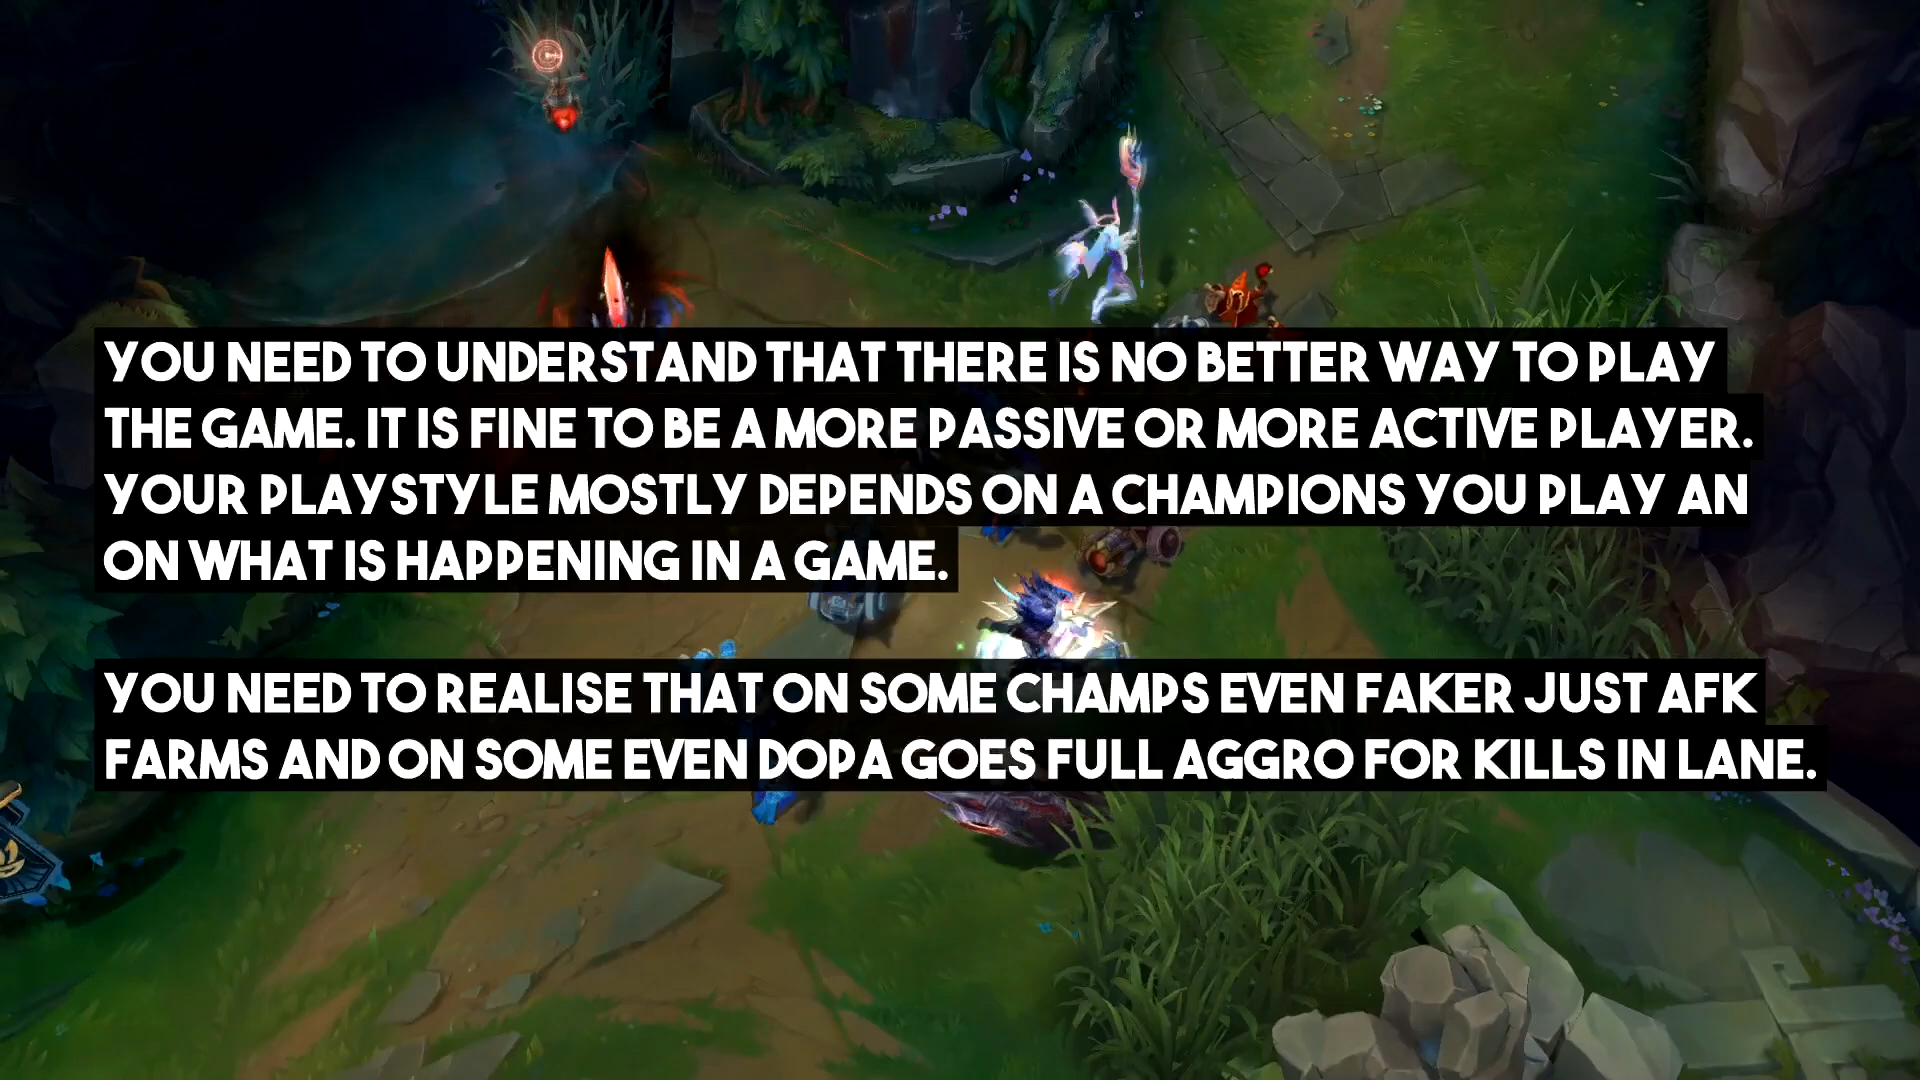 YOU NEED TO UNDERSTAND THAT THERE IS NO BETTER WAY TO PLAY
THE GAME. IT IS FINE TO BE A MORE PASSIVE OR MORE ACTIVE PLAYER.
YOUR PLAYSTYLE MOSTLY DEPENDS ON A CHAMPIONS YOU PLAY AN
ON WHAT IS HAPPENING IN A GAME.
YOU NEED TO REALISE THAT ON SOME CHAMPS EVEN FAKER JUST AFK
FARMS AND ON SOME EVEN DOPA GOES FULL AGGRO FOR KILLS IN LANE.